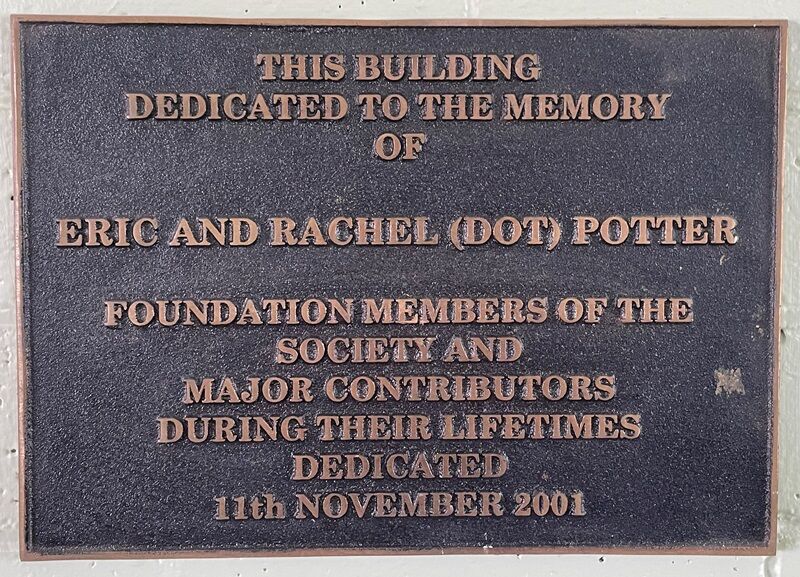 THIS BUILDING
DEDICATED TO THE MEMORY
OF
ERIC AND RACHEL (DOT) POTTER
FOUNDATION MEMBERS OF THE
SOCIETY AND
MAJOR CONTRIBUTORS
DURING THEIR LIFETIMES
DEDICATED
11th NOVEMBER 2001